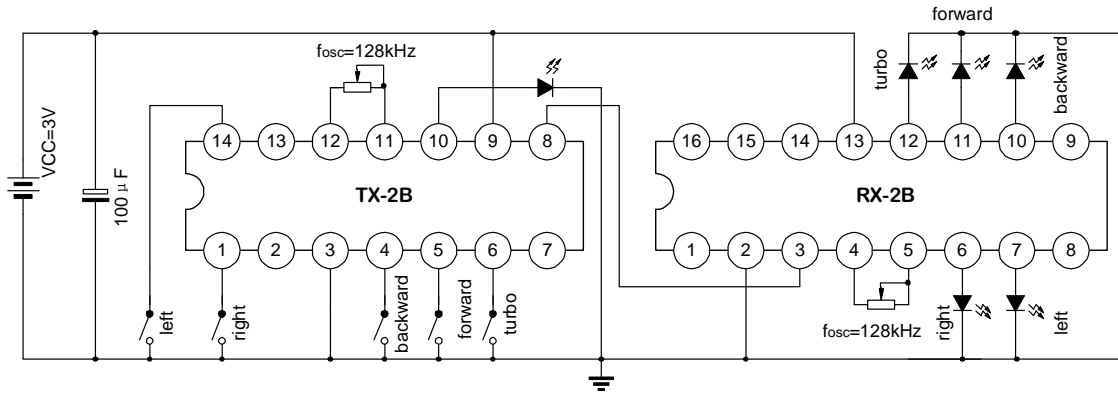 forward
fosc=128kHz
turbo
backward
VCC=3V
100 μF
14 13 12 11 10 9 8
16 15 14 13 12 11 10 9
TX-2B
RX-2B
1 2 3 4 5 6 7
1 2 3 4 5 6 7 8
left
right
backward
forward
turbo
fosc=128kHz
right
left